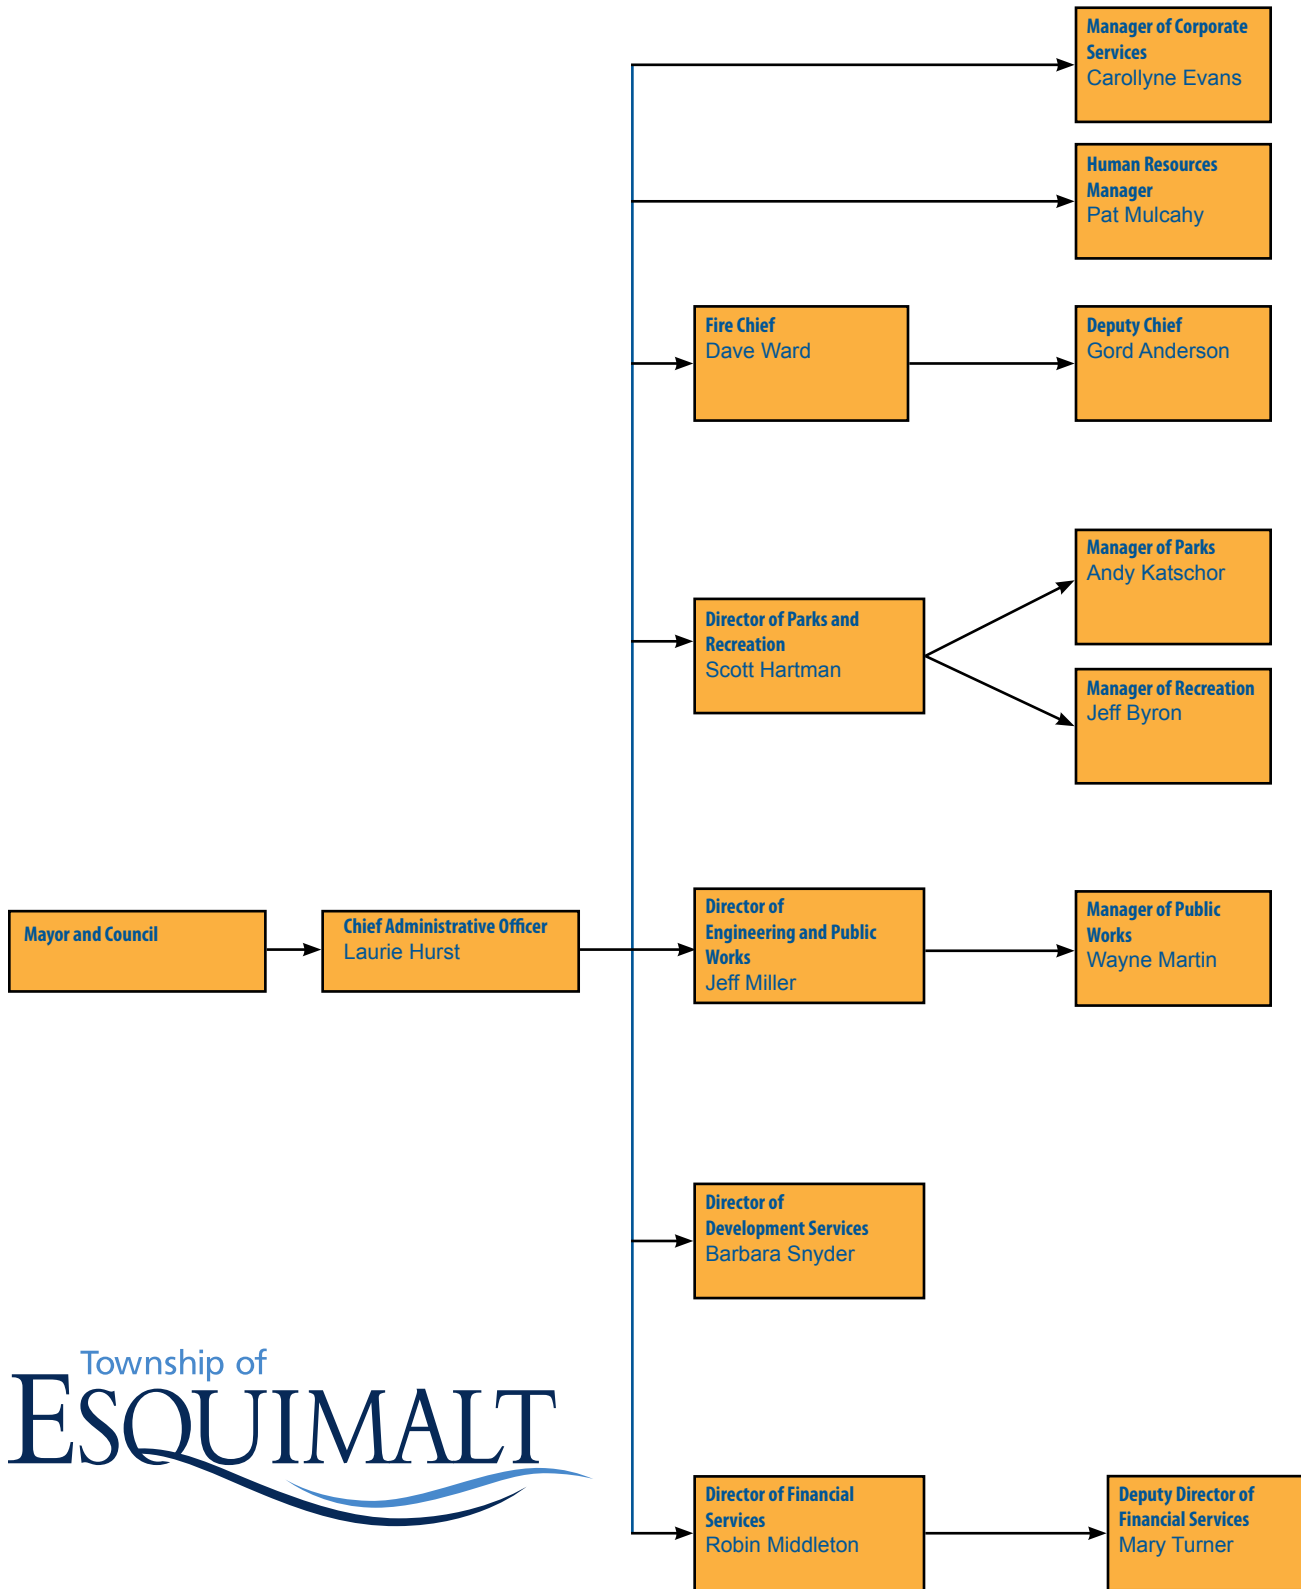 Manager of Corporate
Services
Carollyne Evans
Human Resources
Manager
Pat Mulcahy
Fire Chief
Dave Ward
Deputy Chief
Gord Anderson
Manager of Parks
Andy Katschor
Director of Parks and
Recreation
Scott Hartman
Manager of Recreation
Jeff Byron
Mayor and Council
Chief Administrative Officer
Laurie Hurst
Director of
Engineering and Public
Works
Jeff Miller
Manager of Public
Works
Wayne Martin
Director of
Development Services
Barbara Snyder
Township of
ESQUIMALT
Director of Financial
Services
Robin Middleton
Deputy Director of
Financial Services
Mary Turner